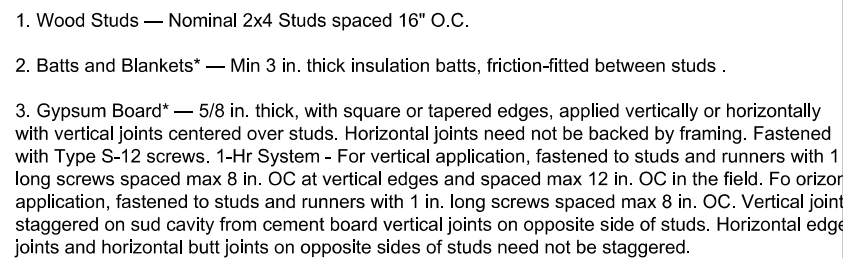 1. Wood Studs — Nominal 2x4 Studs spaced 16" O.C.
2. Batts and Blankets* — Min 3 in. thick insulation batts, friction-fitted between studs .
3. Gypsum Board* — 5/8 in. thick, with square or tapered edges, applied vertically or horizontally
with vertical joints centered over studs. Horizontal joints need not be backed by framing. Fastened
with Type S-12 screws. 1-Hr System - For vertical application, fastened to studs and runners with 1
long screws spaced max 8 in. OC at vertical edges and spaced max 12 in. OC in the field. Fo orizor
application, fastened to studs and runners with 1 in. long screws spaced max 8 in. OC. Vertical joint
staggered on sud cavity from cement board vertical joints on opposite side of studs. Horizontal edge
joints and horizontal butt joints on opposite sides of studs need not be staggered.